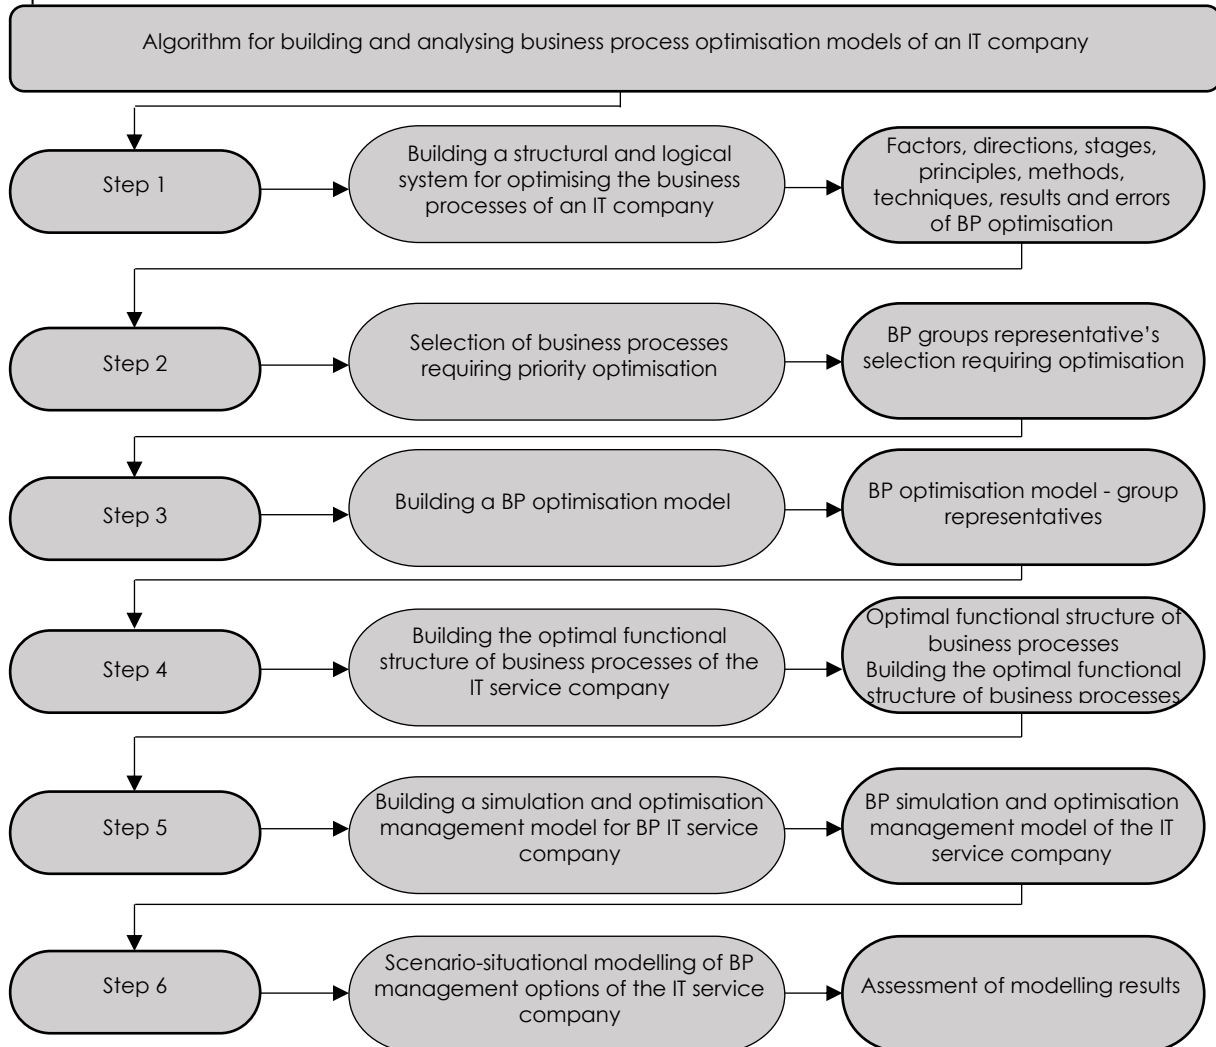 Algorithm for building and analysing business process optimisation models of an IT company
Step 1
Building a structural and logical
system for optimising the business
processes of an IT company
Factors, directions, stages,
principles, methods,
techniques, results and errors
of BP optimisation
Step 2
Selection of business processes
requiring priority optimisation
BP groups representative’s
selection requiring optimisation
Step 3
Building a BP optimisation model
BP optimisation model - group
representatives
Step 4
Building the optimal functional
structure of business processes of the
IT service company
Optimal functional structure of
business processes
Building the optimal functional
structure of business processes
Step 5
Building a simulation and optimisation
management model for BP IT service
company
BP simulation and optimisation
management model of the IT
service company
Step 6
Scenario-situational modelling of BP
management options of the IT service
company
Assessment of modelling results